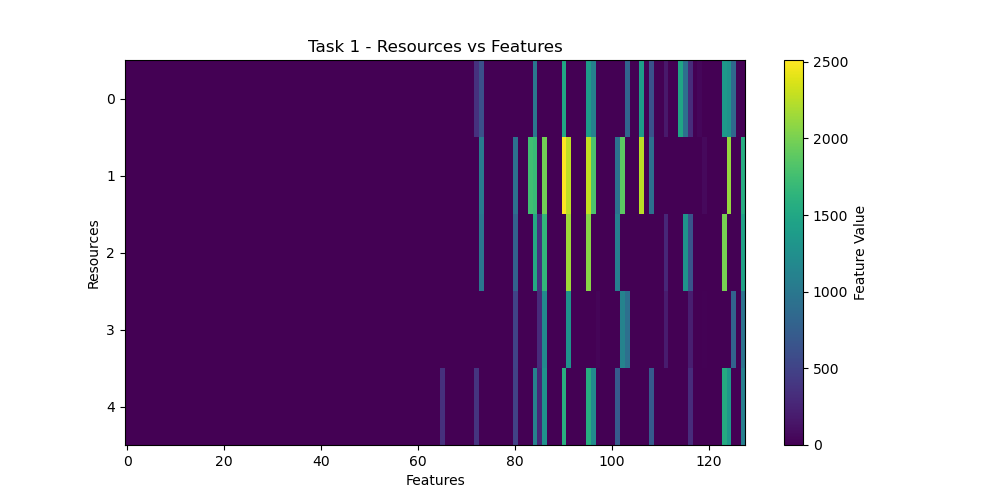 Task 1 - Resources vs Features
Resources
0
1
2
3
4
0 20 40 60 80 100 120
Features
2500
2000
1500
1000
500
0
Feature Value